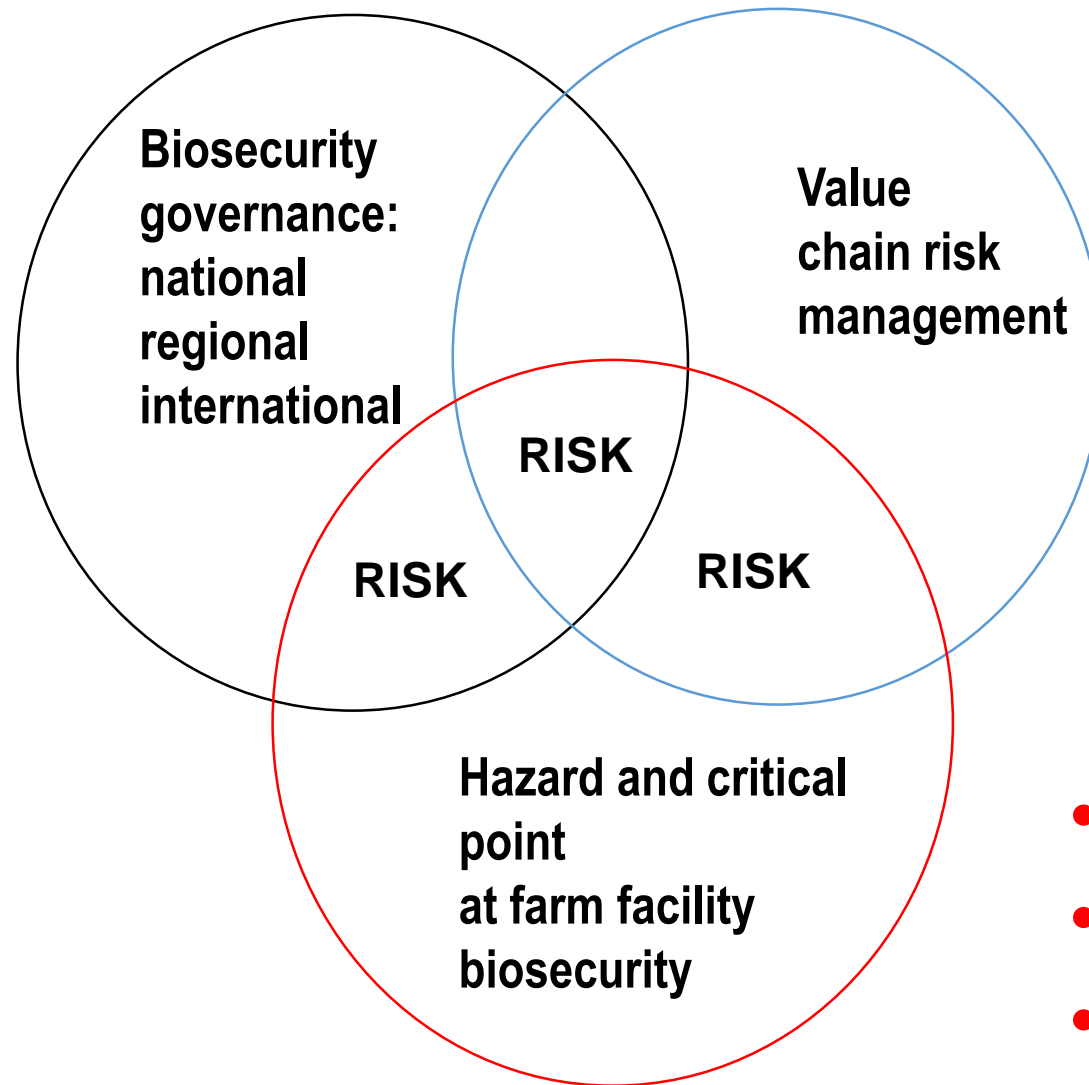 Biosecurity
governance:
national
regional
international
Value
chain risk
management
RISK
RISK
RISK
Hazard and critical
point
at farm facility
biosecurity